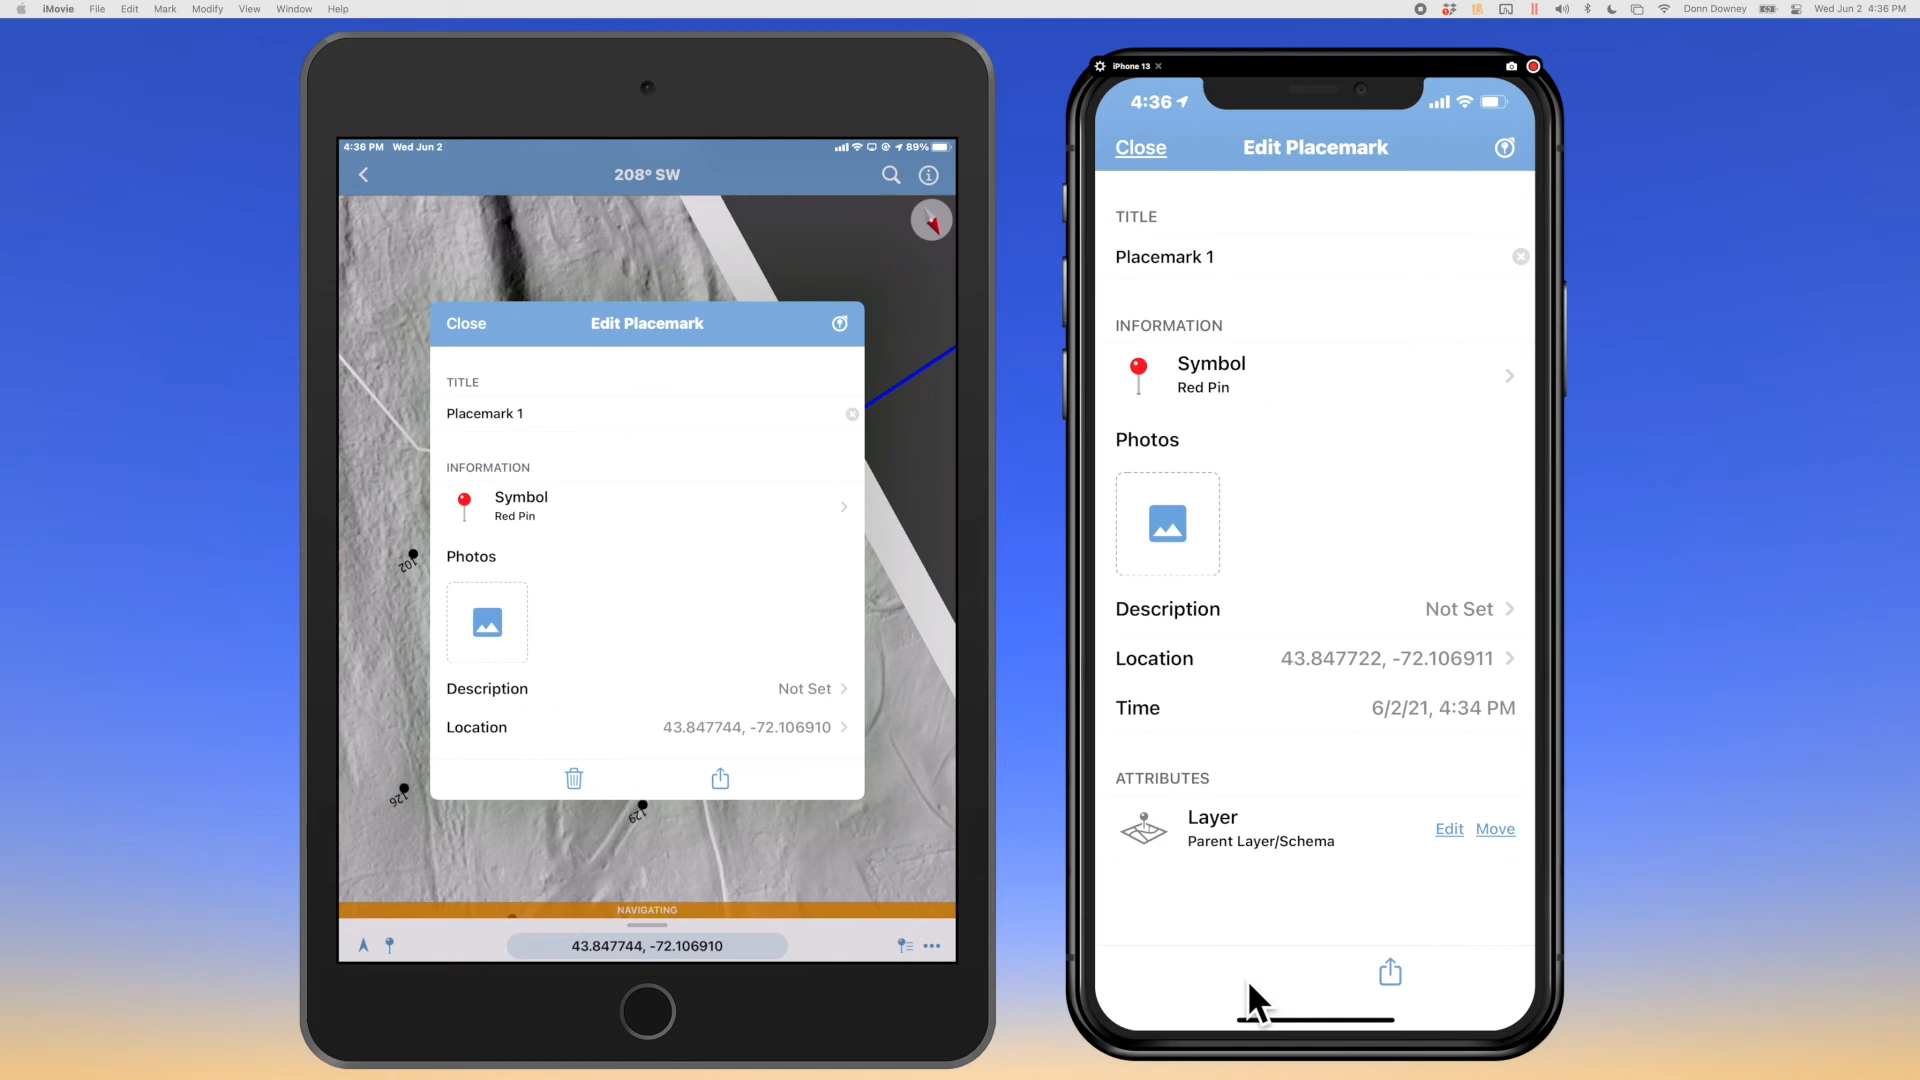 iMovie File Edit Mark Modify View Window Help
Donn Downey Wed Jun 2 4:36 PM
4:36 PM Wed Jun 2
89%
208° SW
Close Edit Placemark
TITLE
Placemark 1
INFORMATION
Symbol
Red Pin
Photos
Description Not Set
Location 43.847744, -72.106910
102
126
129
NAVIGATING
43.847744, -72.106910
iPhone 13
4:36
Close Edit Placemark
TITLE
Placemark 1
INFORMATION
Symbol
Red Pin
Photos
Description Not Set
Location 43.847722, -72.106911
Time 6/2/21, 4:34 PM
ATTRIBUTES
Layer
Parent Layer/Schema
Edit Move